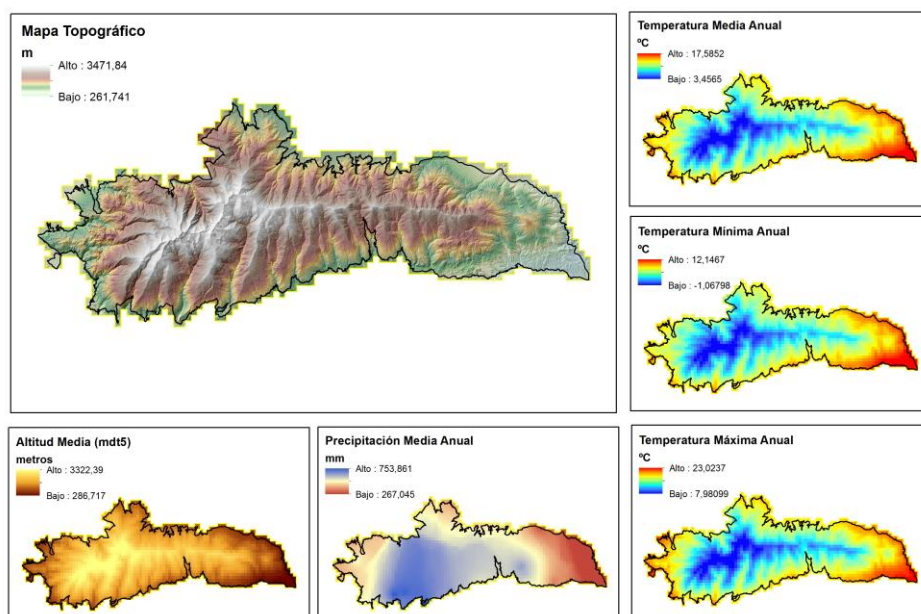 Mapa Topográfico
m
Alto : 3471,84
Bajo : 261,741
Temperatura Media Anual
ºC
Alto : 17,5852
Bajo : 3,4565
Temperatura Mínima Anual
ºC
Alto : 12,1467
Bajo : -1,06798
Altitud Media (mdt5)
metros
Alto : 3322,39
Bajo : 286,717
Precipitación Media Anual
mm
Alto : 753,861
Bajo : 267,045
Temperatura Máxima Anual
ºC
Alto : 23,0237
Bajo : 7,98099